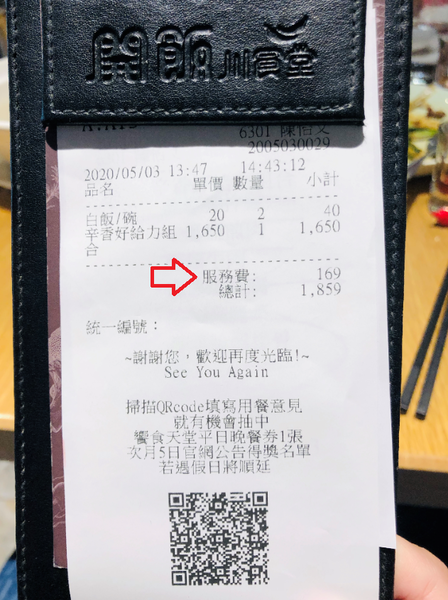 開飯川食堂
6301 陳怡文
2005030029
2020/05/03 13:47 14:43:12
品名 單價 數量 小計
白飯/碗 20 2 40
辛香好給力組 1,650 1 1,650
合
服務費: 169
總計: 1,859
統一編號：
~謝謝您，歡迎再度光臨!~
See You Again
掃描QRcode填寫用餐意見
就有機會抽中
饗食天堂平日晚餐券1張
次月5日官網公告得獎名單
若遇假日將順延